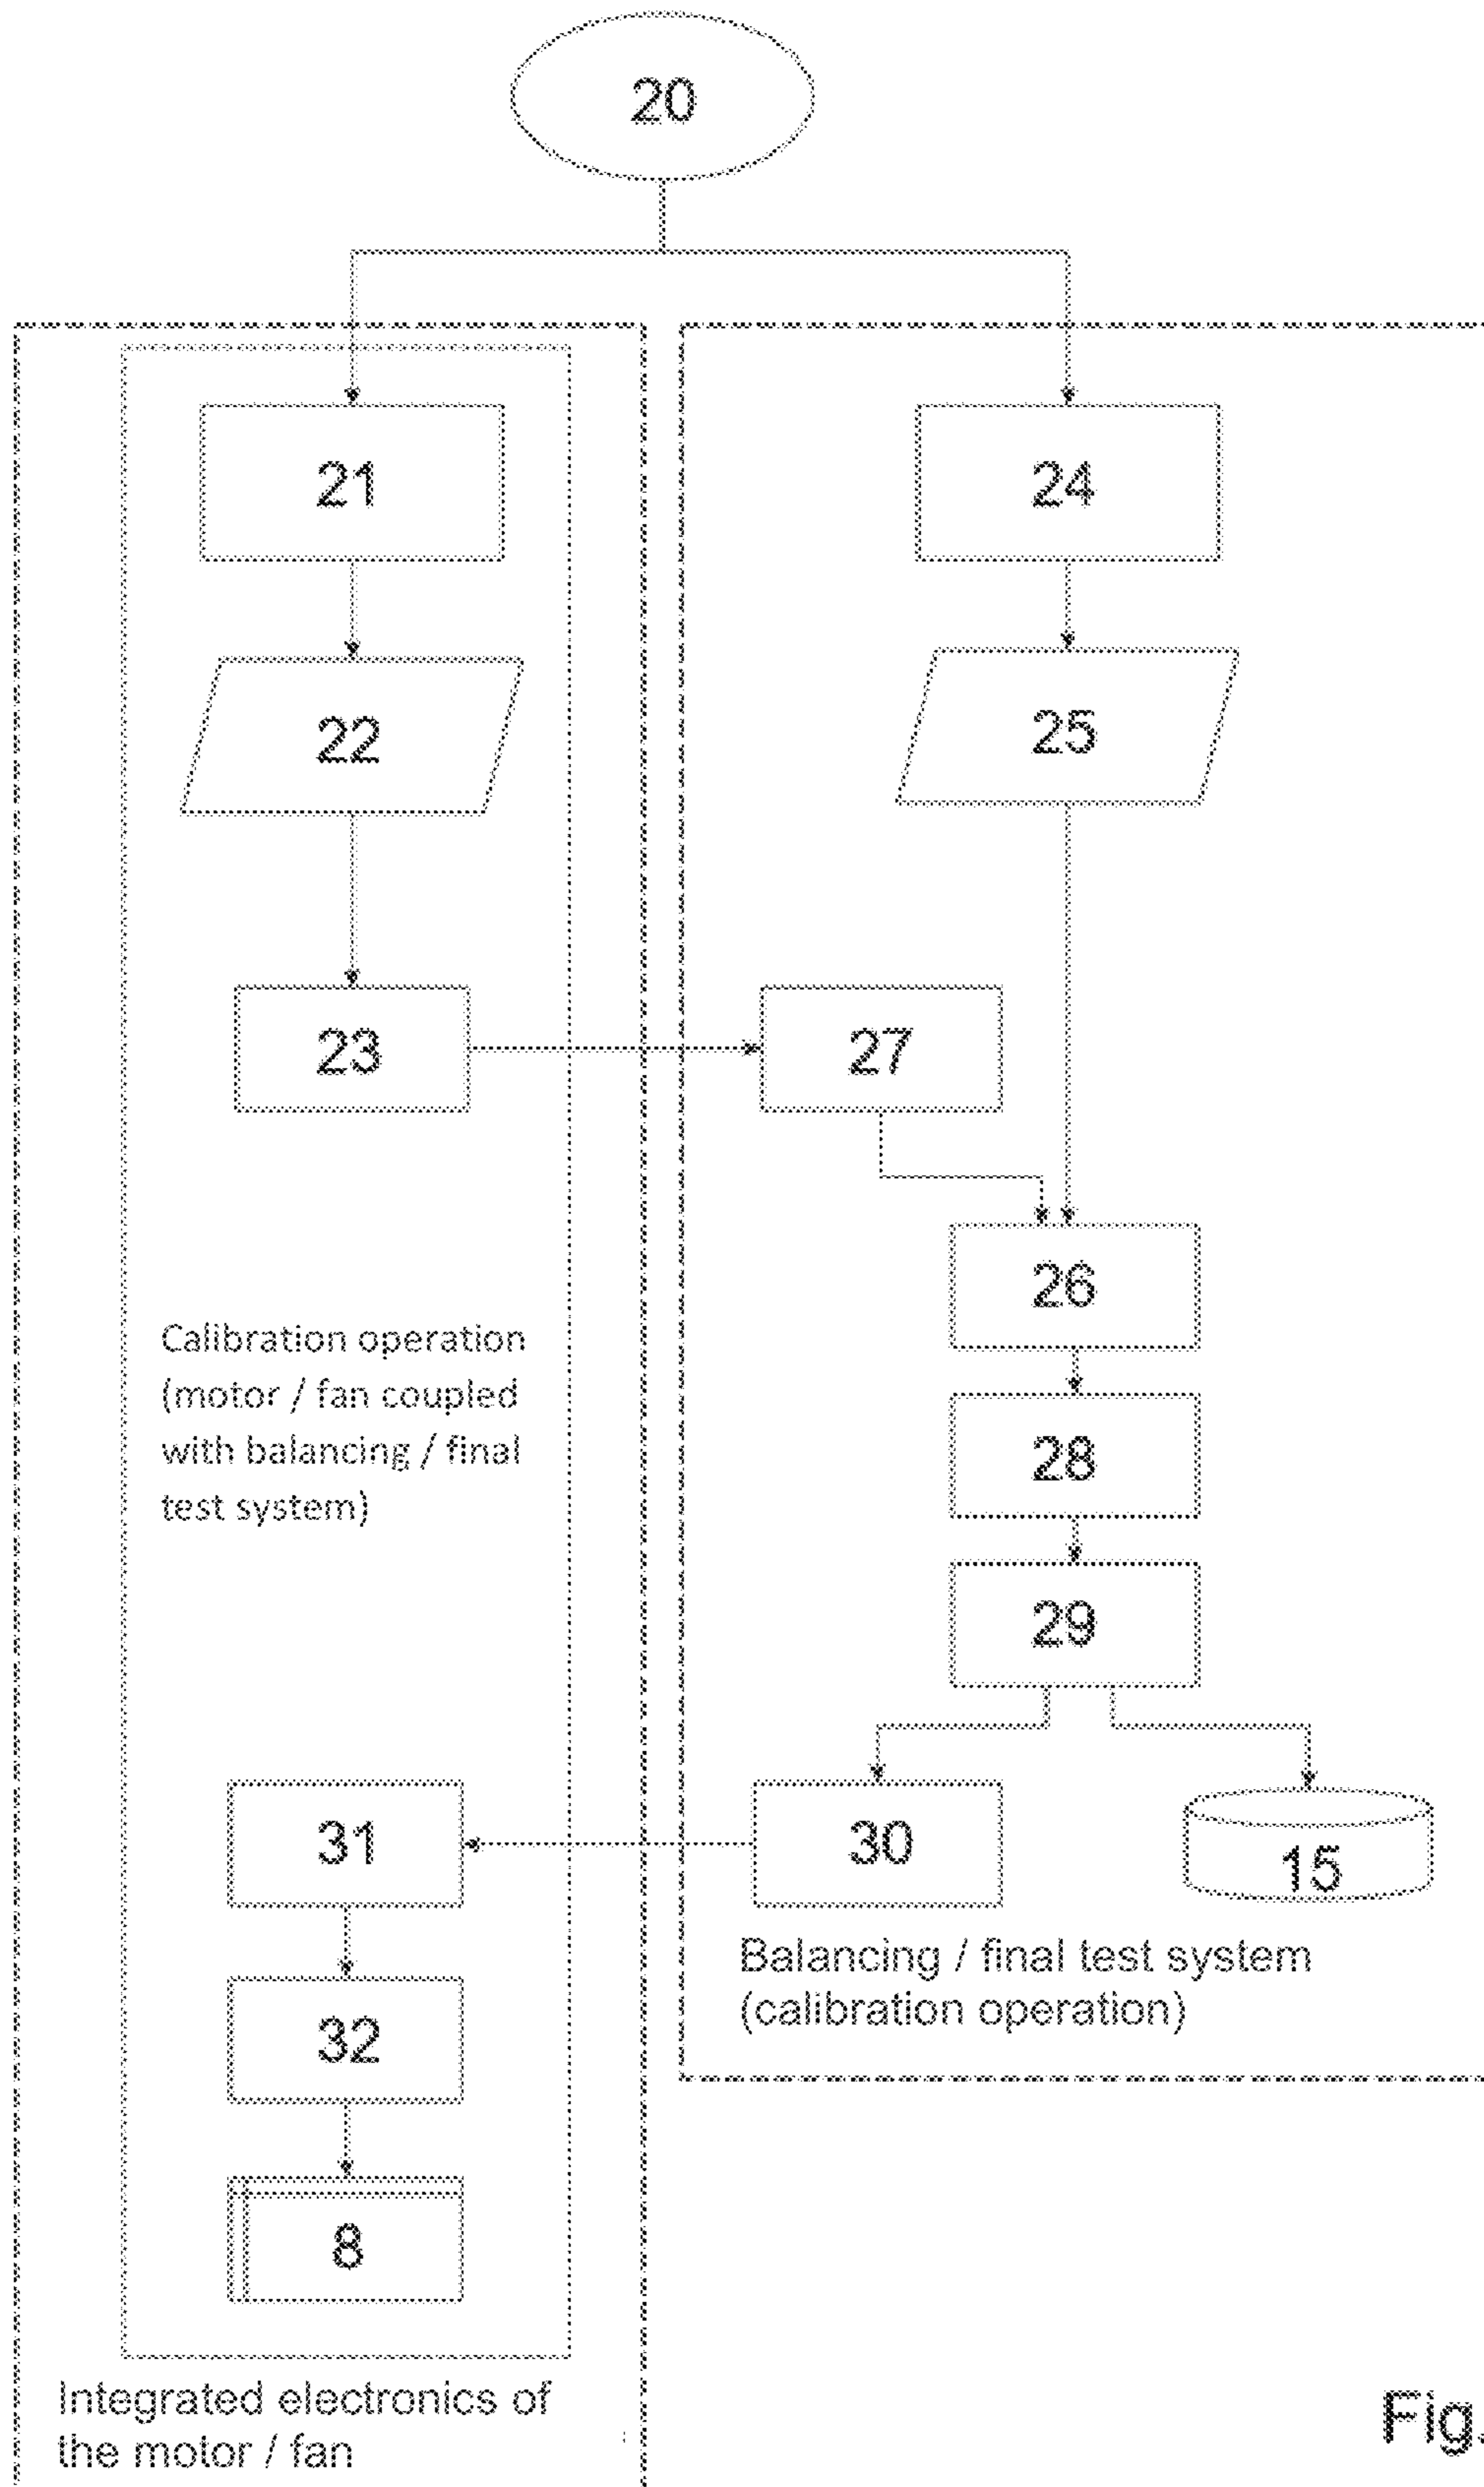 20
21
24
22
25
23
27
26
Calibration operation
(motor / fan coupled
with balancing / final
test system)
28
29
31
30
15
Balancing / final test system
(calibration operation)
32
8
Integrated electronics of
the motor / fan
Fig.